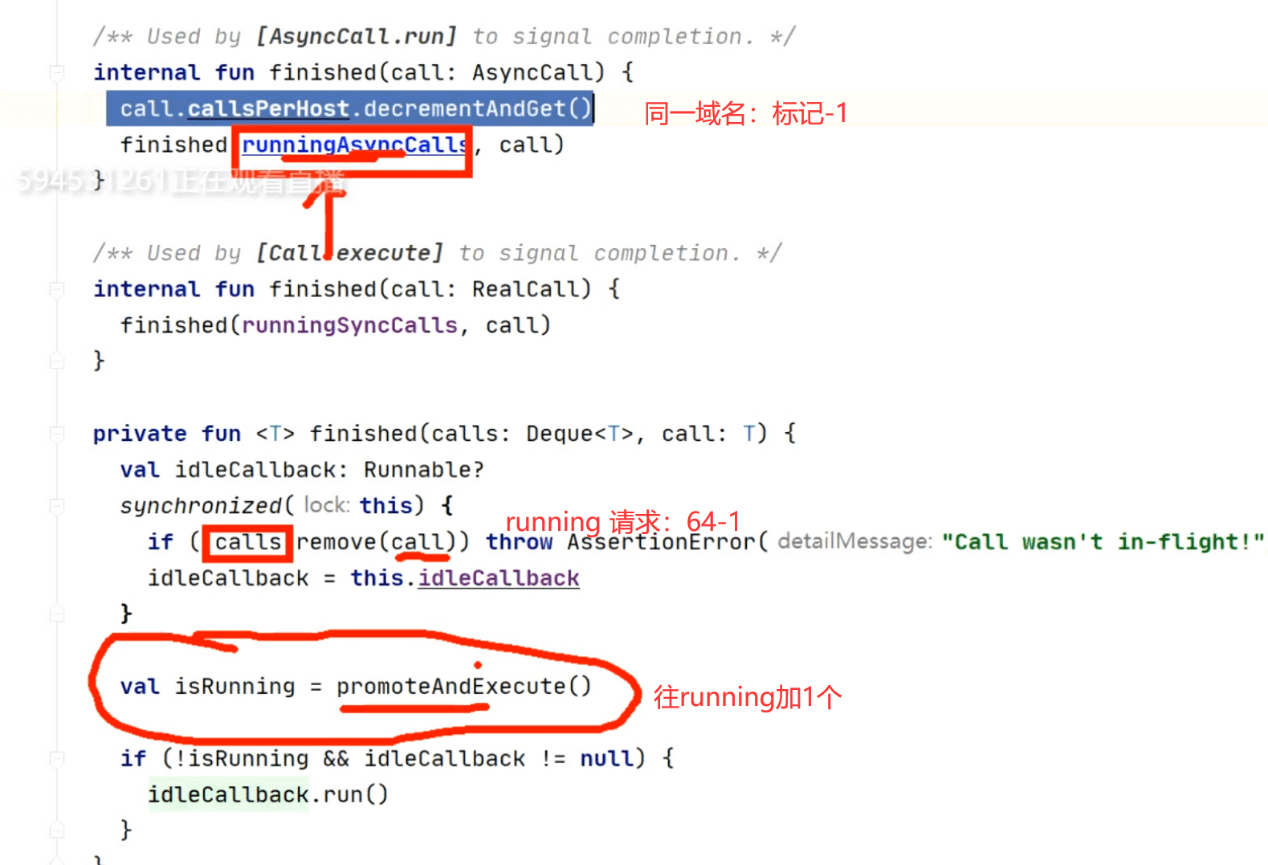 /** Used by [AsyncCall.run] to signal completion. */
internal fun finished(call: AsyncCall) {
call.callsPerHost.decrementAndGet() 同一域名：标记-1
finished runningAsyncCalls, call)
594531261正在观看直播
}
/** Used by [Call execute] to signal completion. */
internal fun finished(call: RealCall) {
finished(runningSyncCalls, call)
}
private fun <T> finished(calls: Deque<T>, call: T) {
val idleCallback: Runnable?
synchronized( lock: this) {
running 请求：64-1
if ( calls remove(call)) throw AssertionError( detailMessage: "Call wasn't in-flight!"
idleCallback = this.idleCallback
}
val isRunning = promoteAndExecute() 往running加1个
if (!isRunning && idleCallback != null) {
idleCallback.run()
}
}